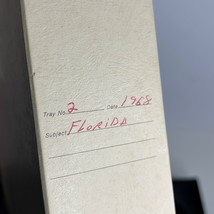 Tray No. 2 Date 1968
Subject FLORIDA